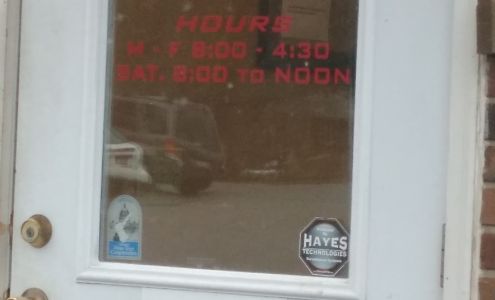 HOURS
M - F 8:00 - 4:30
SAT. 8:00 TO NOON
HAYES
TECHNOLOGIES